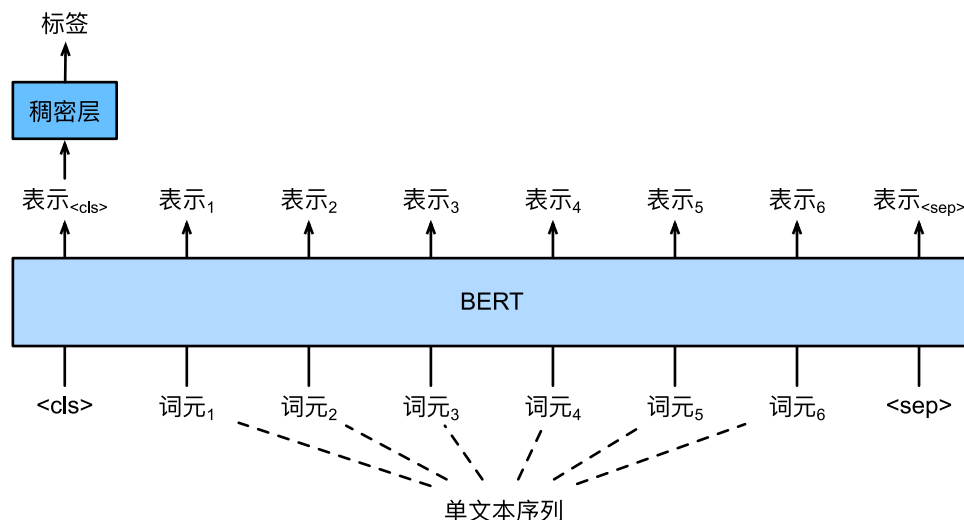 标签
稠密层
表示<cls> 表示1 表示2 表示3 表示4 表示5 表示6 表示<sep>
BERT
<cls> 词元1 词元2 词元3 词元4 词元5 词元6 <sep>
单文本序列